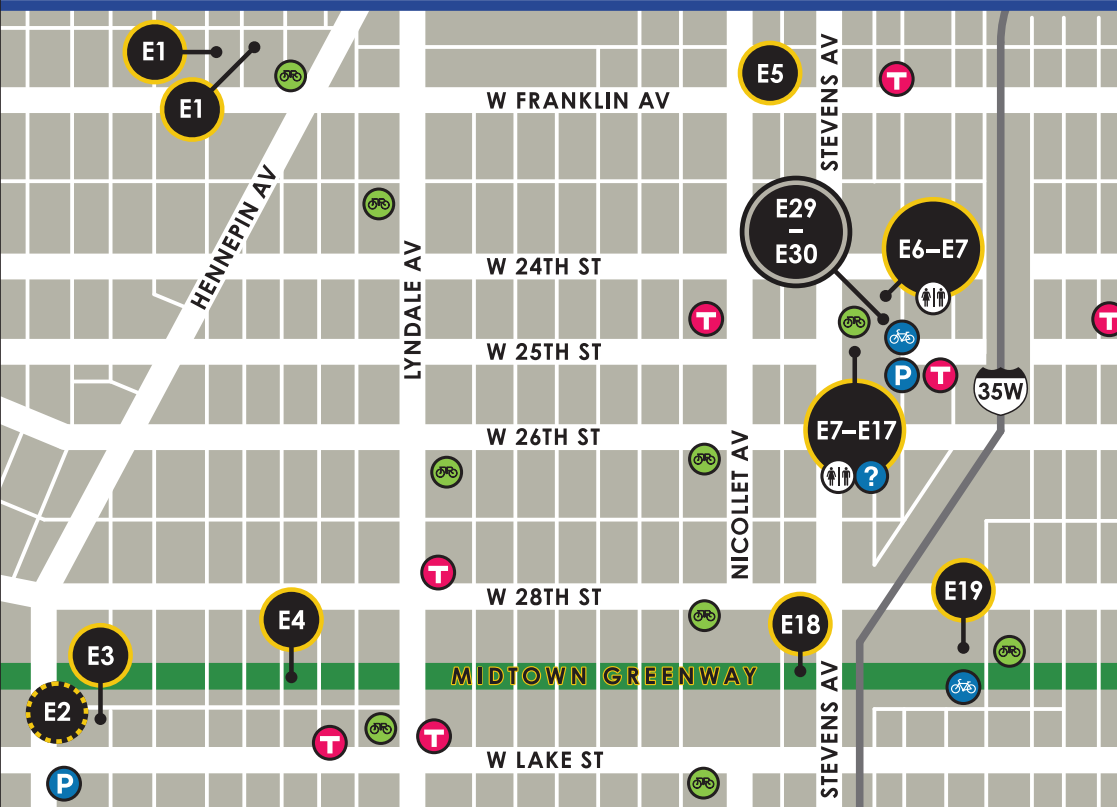 E1
E1
E5
STEVENS AV
T
W FRANKLIN AV
HENNEPIN AV
E29
–
E30
E6–E7
LYNDALE AV
W 24TH ST
T
T
W 25TH ST
P
T
35W
E7–E17
W 26TH ST
NICOLLET AV
?
T
W 28TH ST
E4
E18
E19
E3
MIDTOWN GREENWAY
E2
STEVENS AV
T
T
W LAKE ST
P